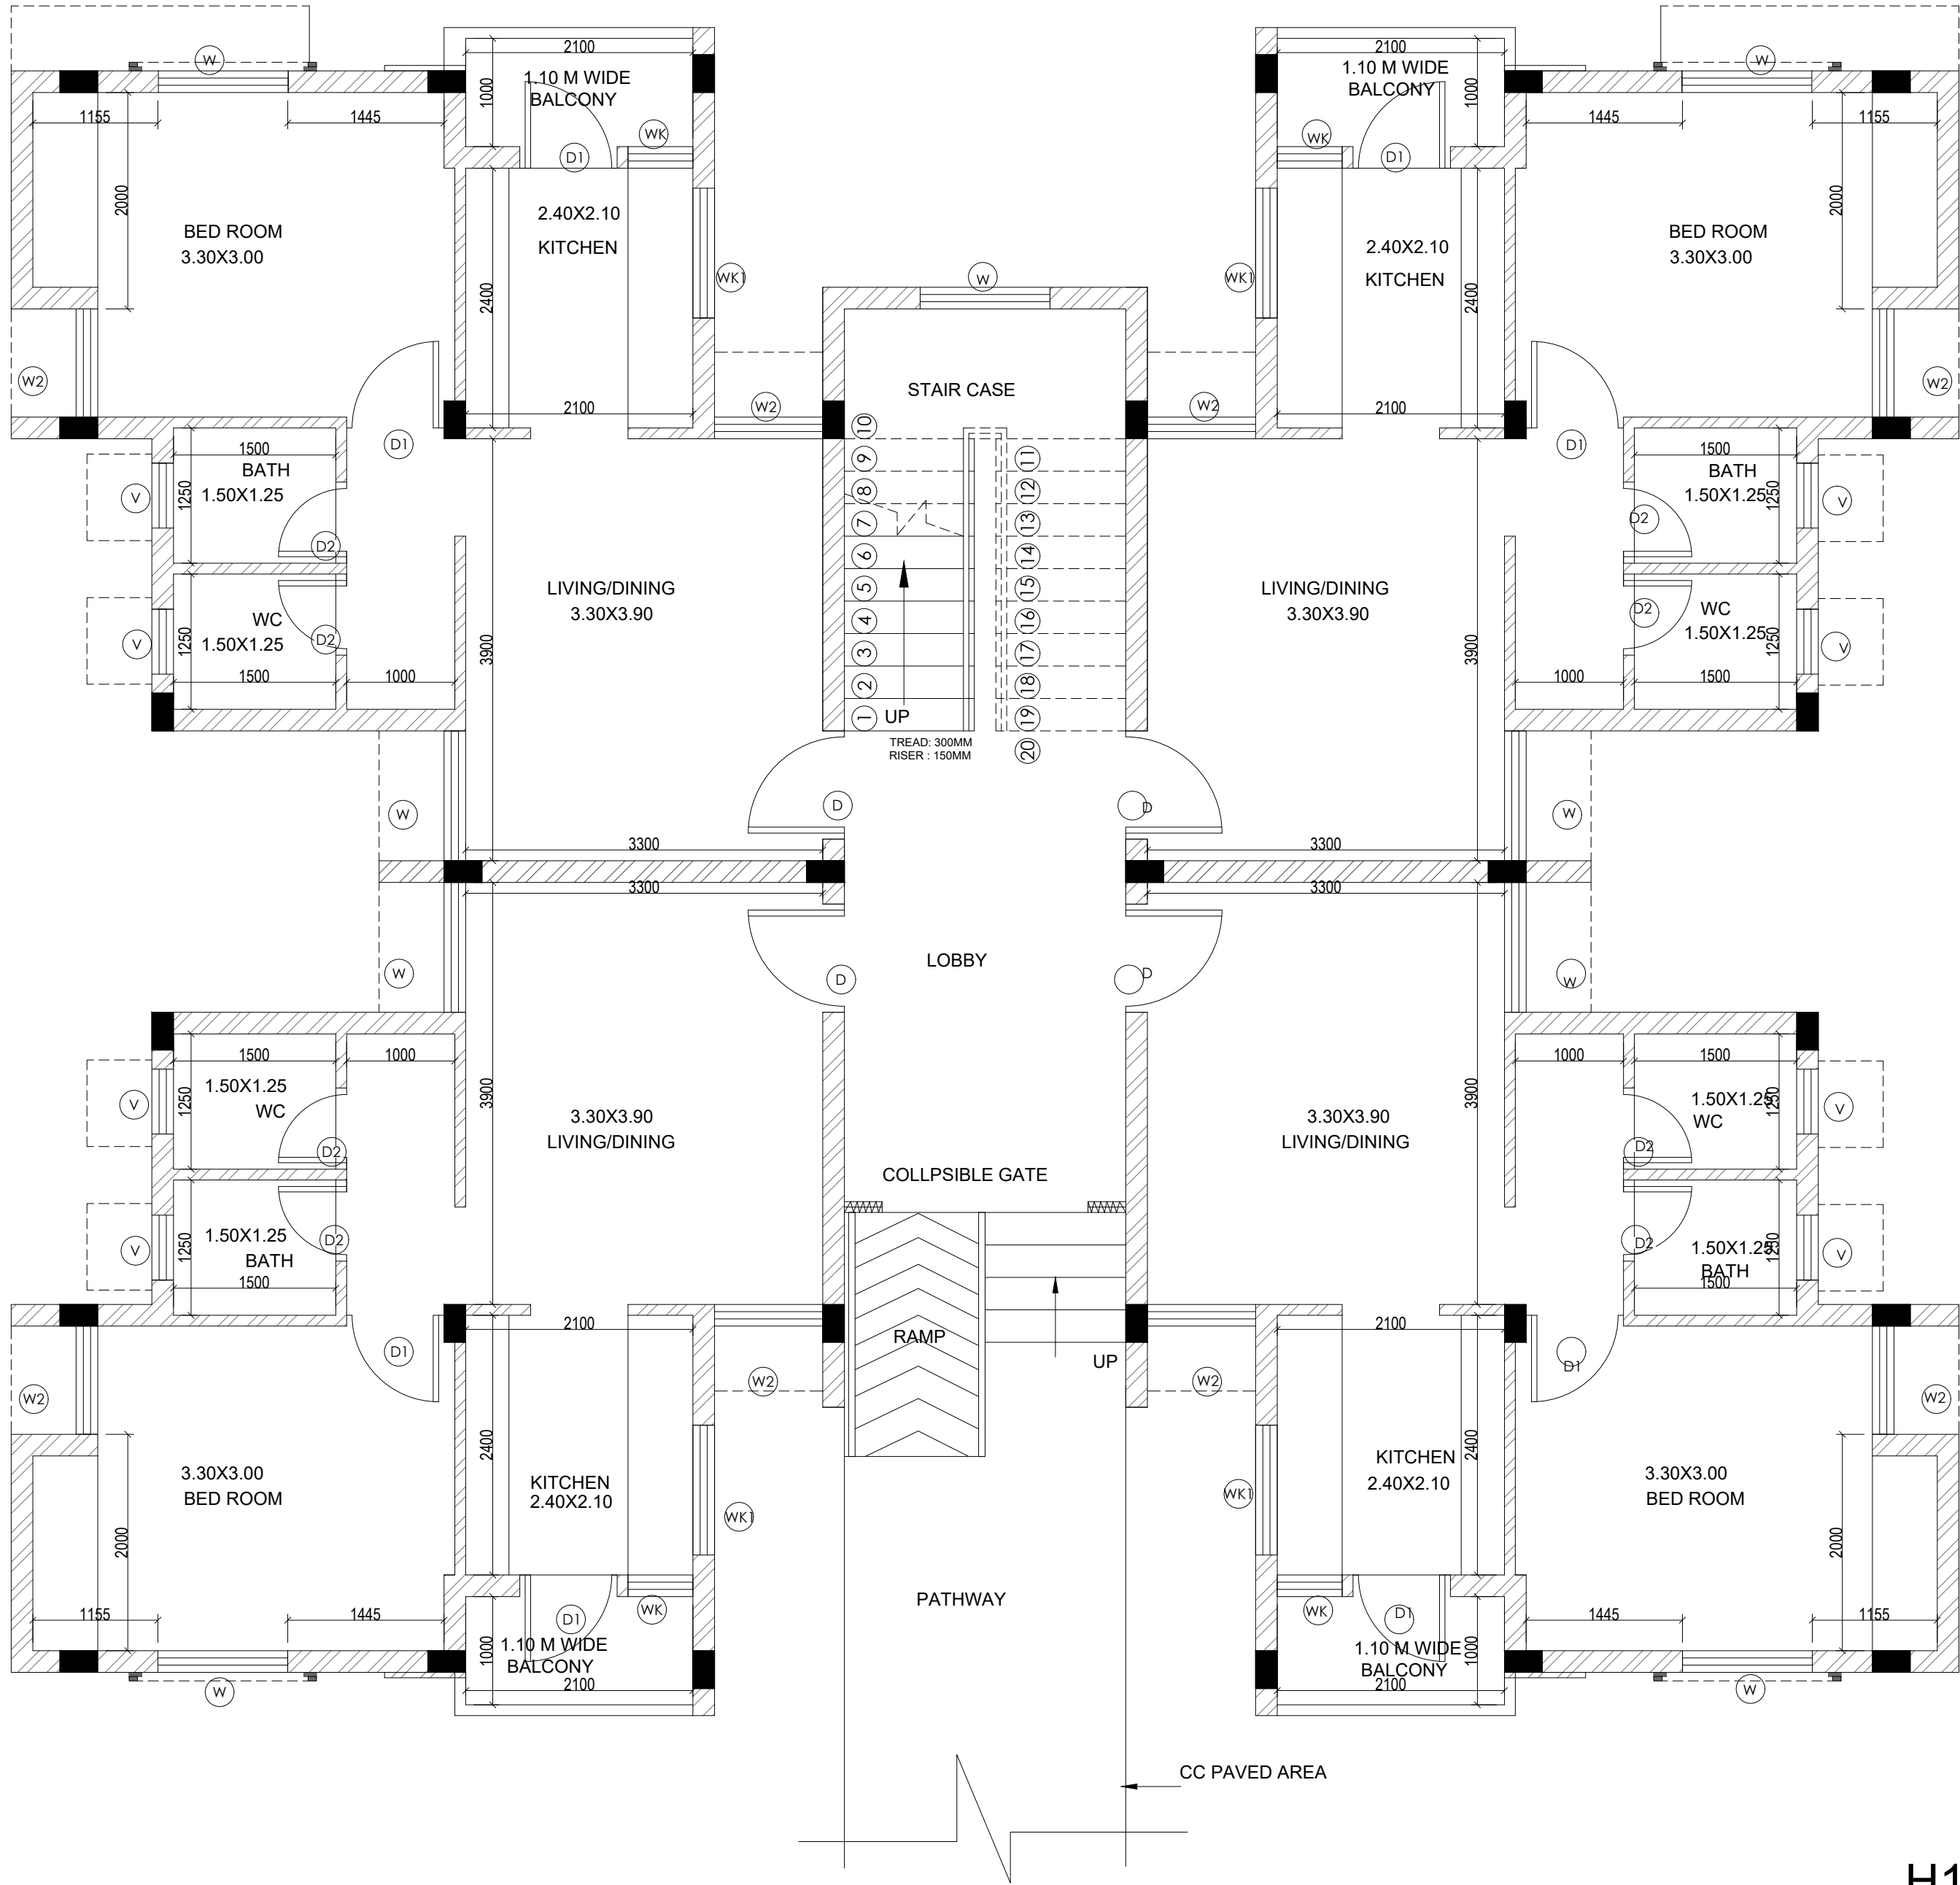 2100
2100
W
W
1.10 M WIDE
BALCONY
1.10 M WIDE
BALCONY
1000
1000
1155
1445
1445
1155
WK
D1
WK
D1
2000
2000
BED ROOM
3.30X3.00
2.40X2.10
KITCHEN
2.40X2.10
KITCHEN
BED ROOM
3.30X3.00
WK1
W
WK1
2400
2400
W2
STAIR CASE
W2
2100
W2
W2
2100
D1
D1
1500
BATH
1.50X1.25
1250
V
D2
1500
BATH
1.50X1.25
1250
V
D2
10
9
8
7
6
5
4
3
2
1
11
12
13
14
15
16
17
18
19
20
LIVING/DINING
3.30X3.90
LIVING/DINING
3.30X3.90
WC
1.50X1.25
1250
V
D2
WC
1.50X1.25
1250
V
D2
3900
3900
1500
1000
1000
1500
UP
TREAD: 300MM
RISER : 150MM
W
D
D
W
3300
3300
3300
3300
LOBBY
W
D
D
W
1500
1000
1000
1500
1.50X1.25
WC
1250
V
D2
3900
3900
1.50X1.25
WC
1250
V
D2
3.30X3.90
LIVING/DINING
3.30X3.90
LIVING/DINING
COLLPSIBLE GATE
1.50X1.25
BATH
1250
1500
V
D2
1.50X1.25
BATH
1250
1500
V
D2
2100
2100
RAMP
UP
D1
D1
W2
W2
W2
W2
2400
2400
3.30X3.00
BED ROOM
KITCHEN
2.40X2.10
KITCHEN
2.40X2.10
3.30X3.00
BED ROOM
WK1
WK1
2000
2000
PATHWAY
1155
1445
1445
1155
D1
WK
WK
D1
1.10 M WIDE
BALCONY
1.10 M WIDE
BALCONY
1000
1000
2100
2100
W
W
CC PAVED AREA
H1